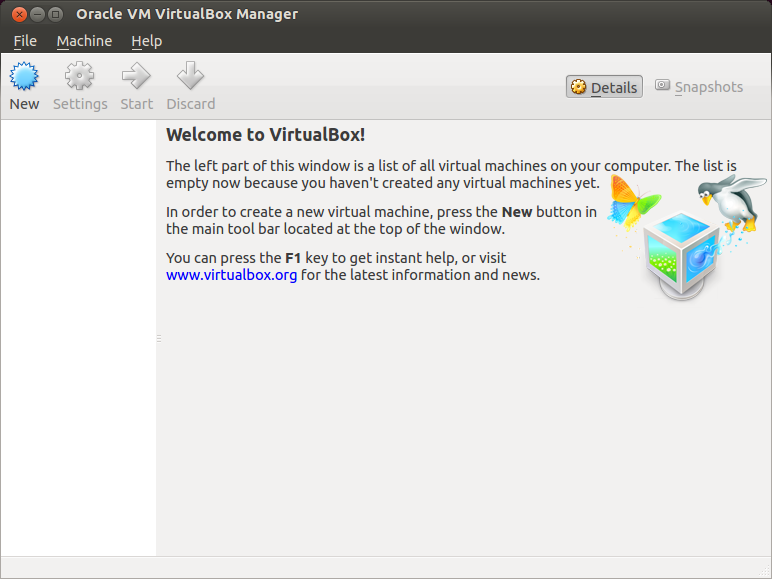 Oracle VM VirtualBox Manager
File Machine Help
New Settings Start Discard
Details Snapshots
Welcome to VirtualBox!
The left part of this window is a list of all virtual machines on your computer. The list is
empty now because you haven't created any virtual machines yet.
In order to create a new virtual machine, press the New button in
the main tool bar located at the top of the window.
You can press the F1 key to get instant help, or visit
www.virtualbox.org for the latest information and news.